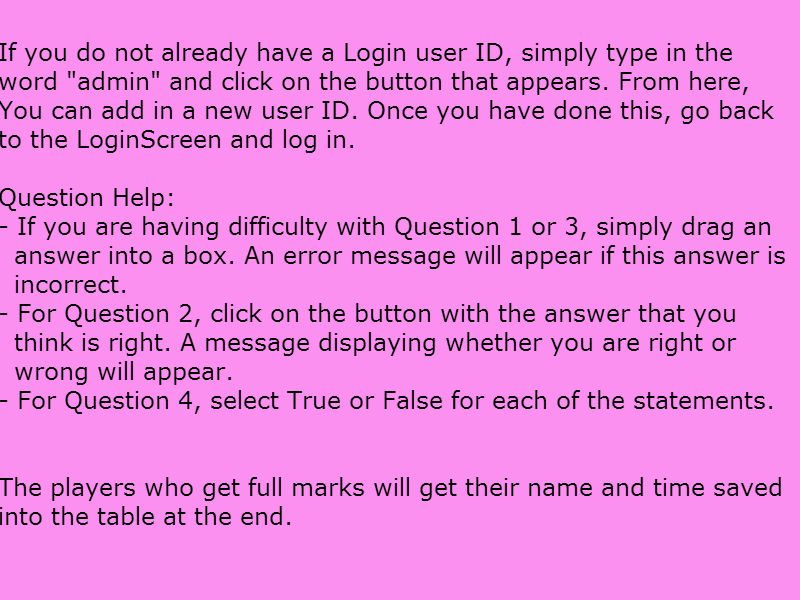 If you do not already have a Login user ID, simply type in the
word "admin" and click on the button that appears. From here,
You can add in a new user ID. Once you have done this, go back
to the LoginScreen and log in.
Question Help:
- If you are having difficulty with Question 1 or 3, simply drag an
answer into a box. An error message will appear if this answer is
incorrect.
- For Question 2, click on the button with the answer that you
think is right. A message displaying whether you are right or
wrong will appear.
- For Question 4, select True or False for each of the statements.
The players who get full marks will get their name and time saved
into the table at the end.